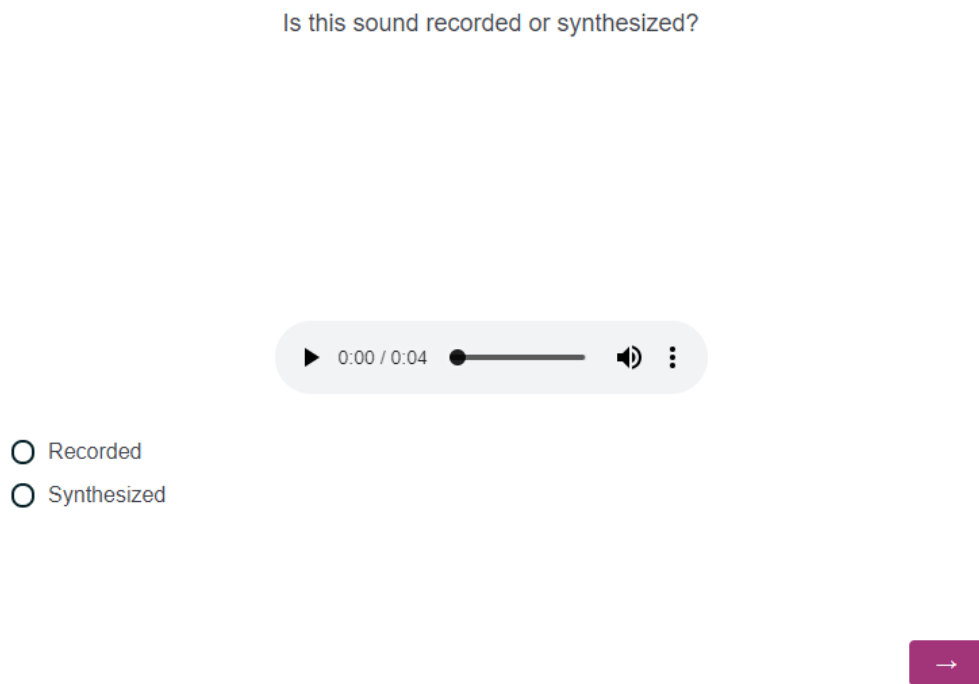 Is this sound recorded or synthesized?
0:00 / 0:04
Recorded
Synthesized
→